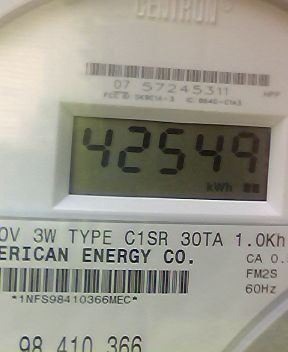 CENTRON®
07 57245311
42549
kWh
0V 3W TYPE C1SR 30TA 1.0Kh
ERICAN ENERGY CO.
CA 0.
FM2S
*1NFS98410366MEC*
60Hz
98 410 366